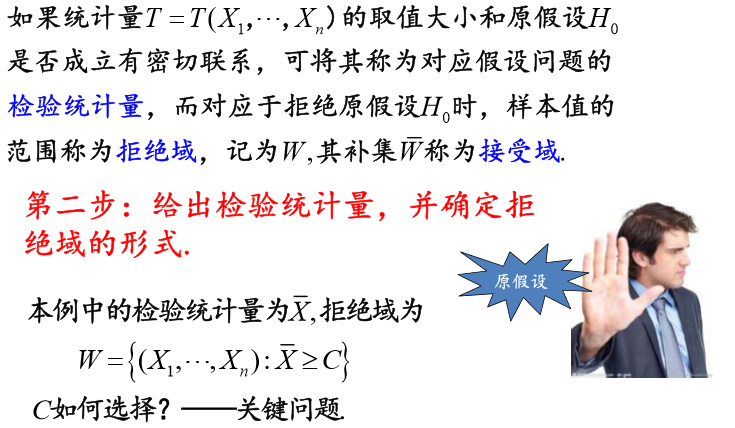 如果统计量T=T(X₁,⋯,Xₙ)的取值大小和原假设H₀
是否成立有密切联系，可将其称为对应假设问题的
检验统计量，而对应于拒绝原假设H₀时，样本值的
范围称为拒绝域，记为W,其补集W̅称为接受域.
第二步：给出检验统计量，并确定拒
绝域的形式.
原假设
本例中的检验统计量为X̅,拒绝域为
W={(X₁,⋯,Xₙ):X̅≥C}
C如何选择？——关键问题.